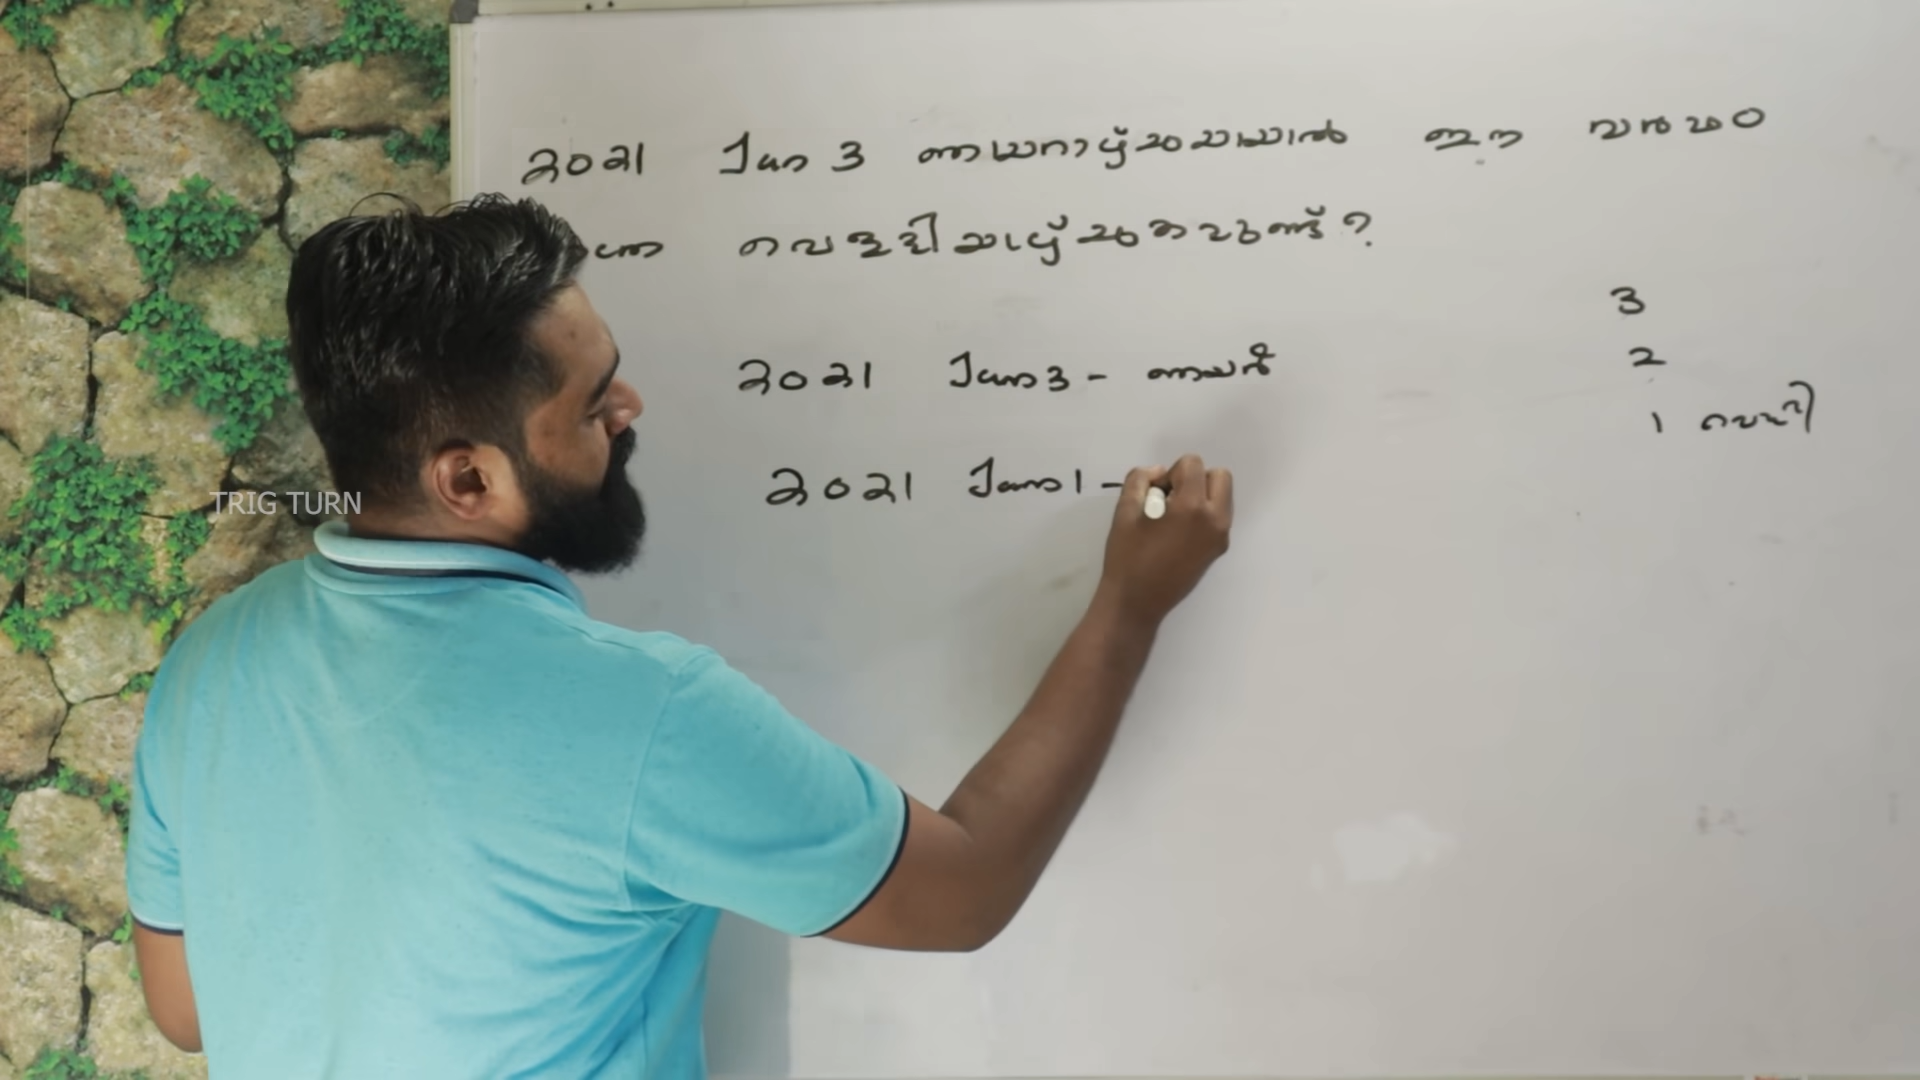 2021 Jan 3 ഞായറാഴ്ചയായാൽ ഈ വർഷം
വെള്ളിയാഴ്ചകളുണ്ട്?
3
2021 Jan 3 - ഞായർ
2
1 വെള്ളി
2021 Jan 1 -
TRIG TURN